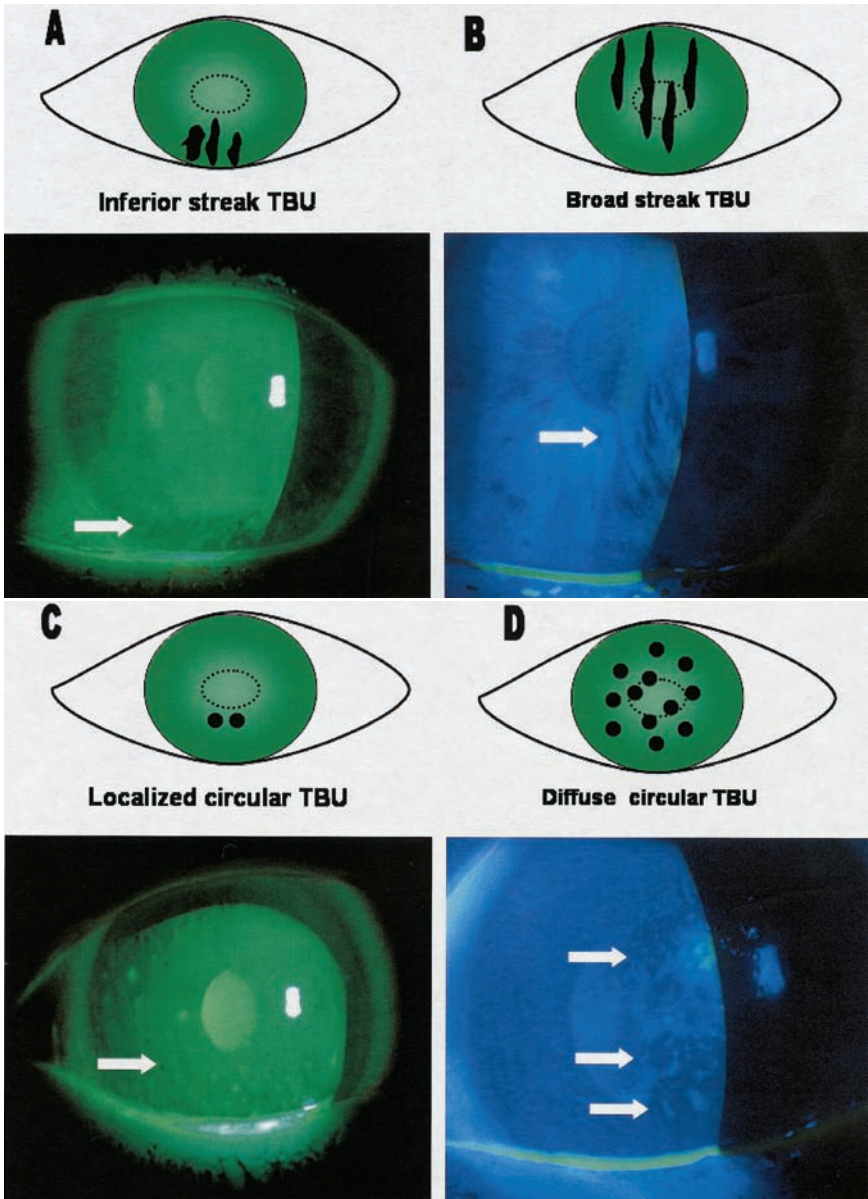 A
B
Inferior streak TBU
Broad streak TBU
C
D
Localized circular TBU
Diffuse circular TBU